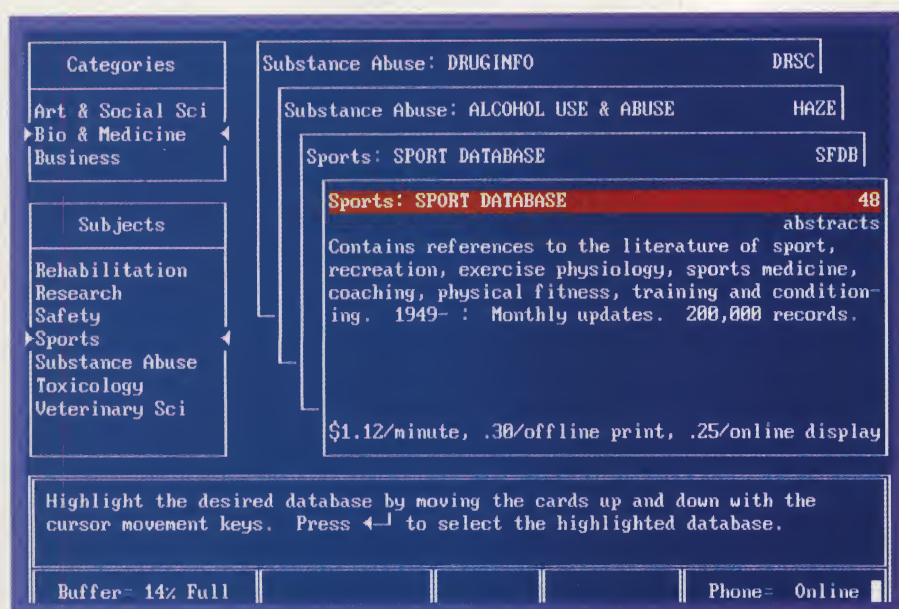 Categories
Art & Social Sci
Bio & Medicine
Business
Subjects
Rehabilitation
Research
Safety
Sports
Substance Abuse
Toxicology
Veterinary Sci
Substance Abuse: DRUGINFO DRSC
Substance Abuse: ALCOHOL USE & ABUSE HAZE
Sports: SPORT DATABASE SFDB
Sports: SPORT DATABASE 48
abstracts
Contains references to the literature of sport,
recreation, exercise physiology, sports medicine,
coaching, physical fitness, training and condition-
ing. 1949- : Monthly updates. 200,000 records.
$1.12/minute, .30/offline print, .25/online display
Highlight the desired database by moving the cards up and down with the
cursor movement keys. Press ←┘ to select the highlighted database.
Buffer= 14% Full
Phone= Online